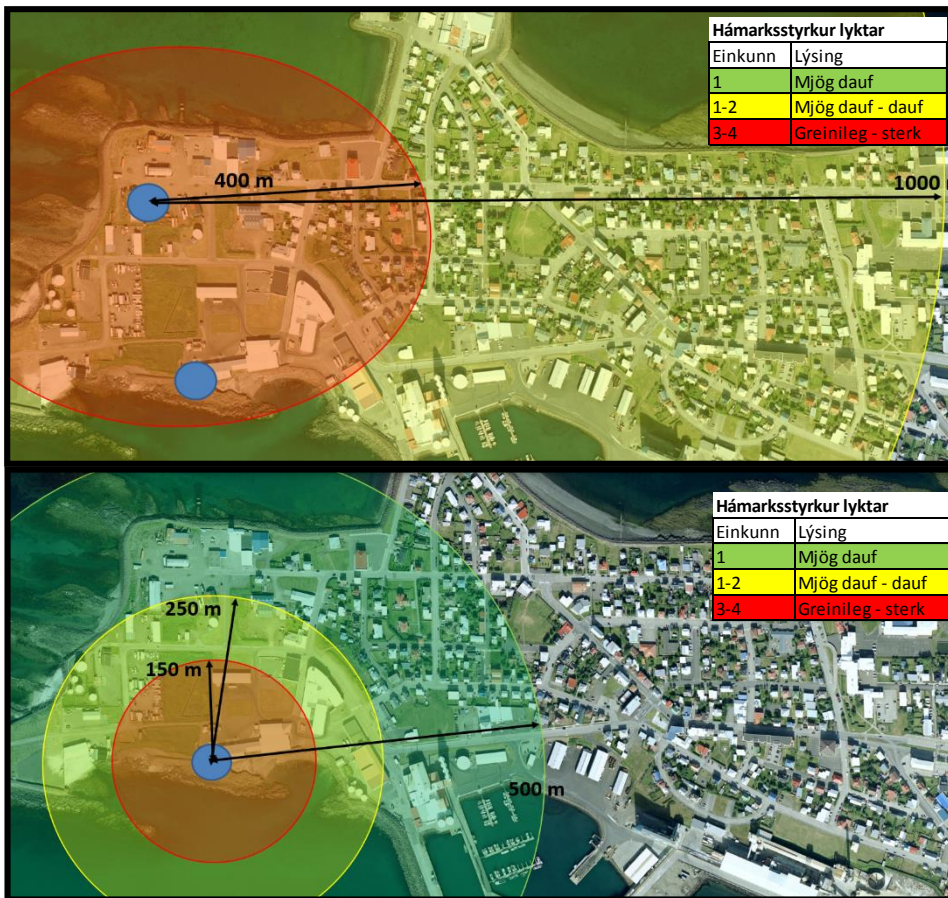 Hámarksstyrkur lyktar
Einkunn Lýsing
1 Mjög dauf
1-2 Mjög dauf - dauf
3-4 Greinileg - sterk
400 m
1000
Hámarksstyrkur lyktar
Einkunn Lýsing
1 Mjög dauf
1-2 Mjög dauf - dauf
3-4 Greinileg - sterk
250 m
150 m
500 m